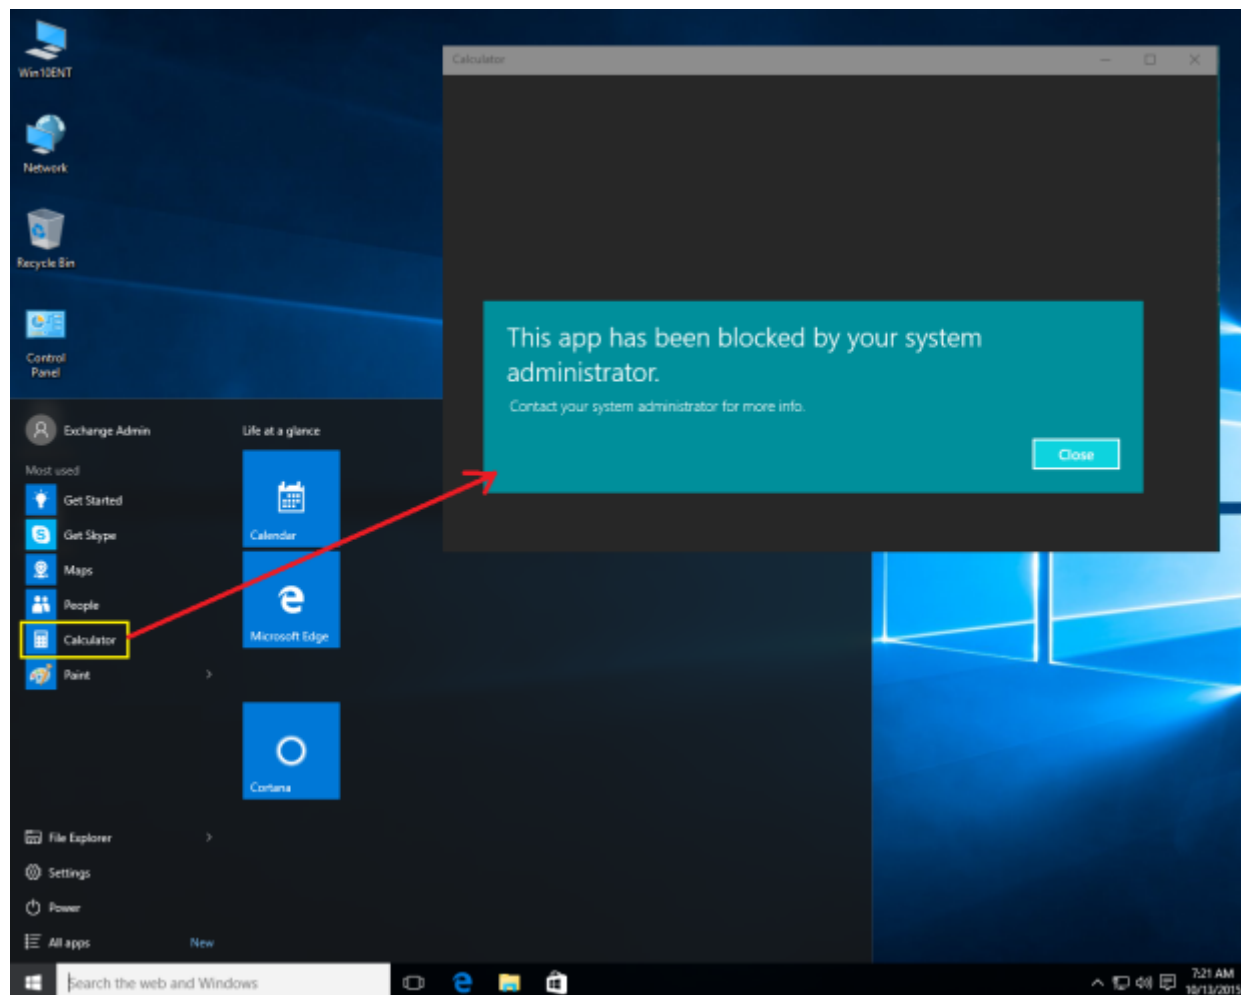 Win10ENT
Network
Recycle Bin
Control
Panel
Calculator
This app has been blocked by your system
administrator.
Contact your system administrator for more info.
Close
Exchange Admin
Life at a glance
Most used
Get Started
Get Skype
Maps
People
Calculator
Paint
Calendar
Microsoft Edge
Cortana
File Explorer
Settings
Power
All apps
New
Search the web and Windows
7:21 AM
10/13/2015